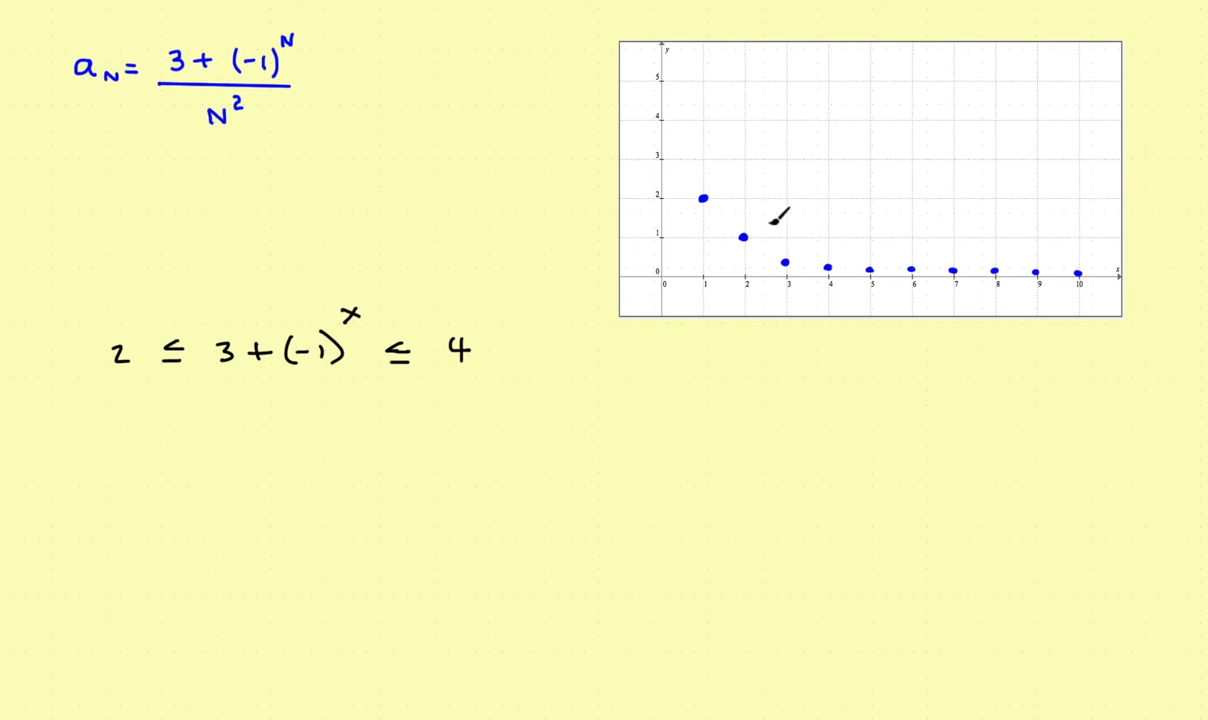 a_N = (3 + (-1)^N) / N^2
2 ≤ 3 + (-1)^x ≤ 4
y
5
4
3
2
1
0
x
0 1 2 3 4 5 6 7 8 9 10